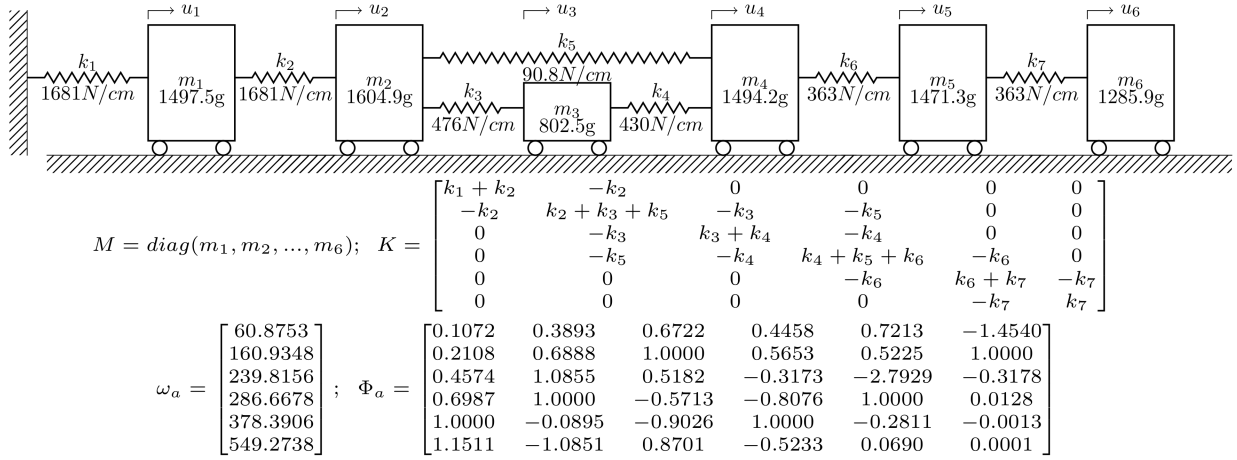 u₁ u₂ u₃ u₄ u₅ u₆
k₁ k₂ k₅ k₆ k₇
1681N/cm 1681N/cm 90.8N/cm 363N/cm 363N/cm
m₁ m₂ k₃ k₄ m₄ m₅ m₆
1497.5g 1604.9g 1494.2g 1471.3g 1285.9g
476N/cm m₃ 430N/cm
802.5g
M = diag(m₁, m₂, ..., m₆); K =
k₁ + k₂ −k₂ 0 0 0 0
−k₂ k₂ + k₃ + k₅ −k₃ −k₅ 0 0
0 −k₃ k₃ + k₄ −k₄ 0 0
0 −k₅ −k₄ k₄ + k₅ + k₆ −k₆ 0
0 0 0 −k₆ k₆ + k₇ −k₇
0 0 0 0 −k₇ k₇
ωₐ =
60.8753
160.9348
239.8156
286.6678
378.3906
549.2738
; Φₐ =
0.1072 0.3893 0.6722 0.4458 0.7213 −1.4540
0.2108 0.6888 1.0000 0.5653 0.5225 1.0000
0.4574 1.0855 0.5182 −0.3173 −2.7929 −0.3178
0.6987 1.0000 −0.5713 −0.8076 1.0000 0.0128
1.0000 −0.0895 −0.9026 1.0000 −0.2811 −0.0013
1.1511 −1.0851 0.8701 −0.5233 0.0690 0.0001